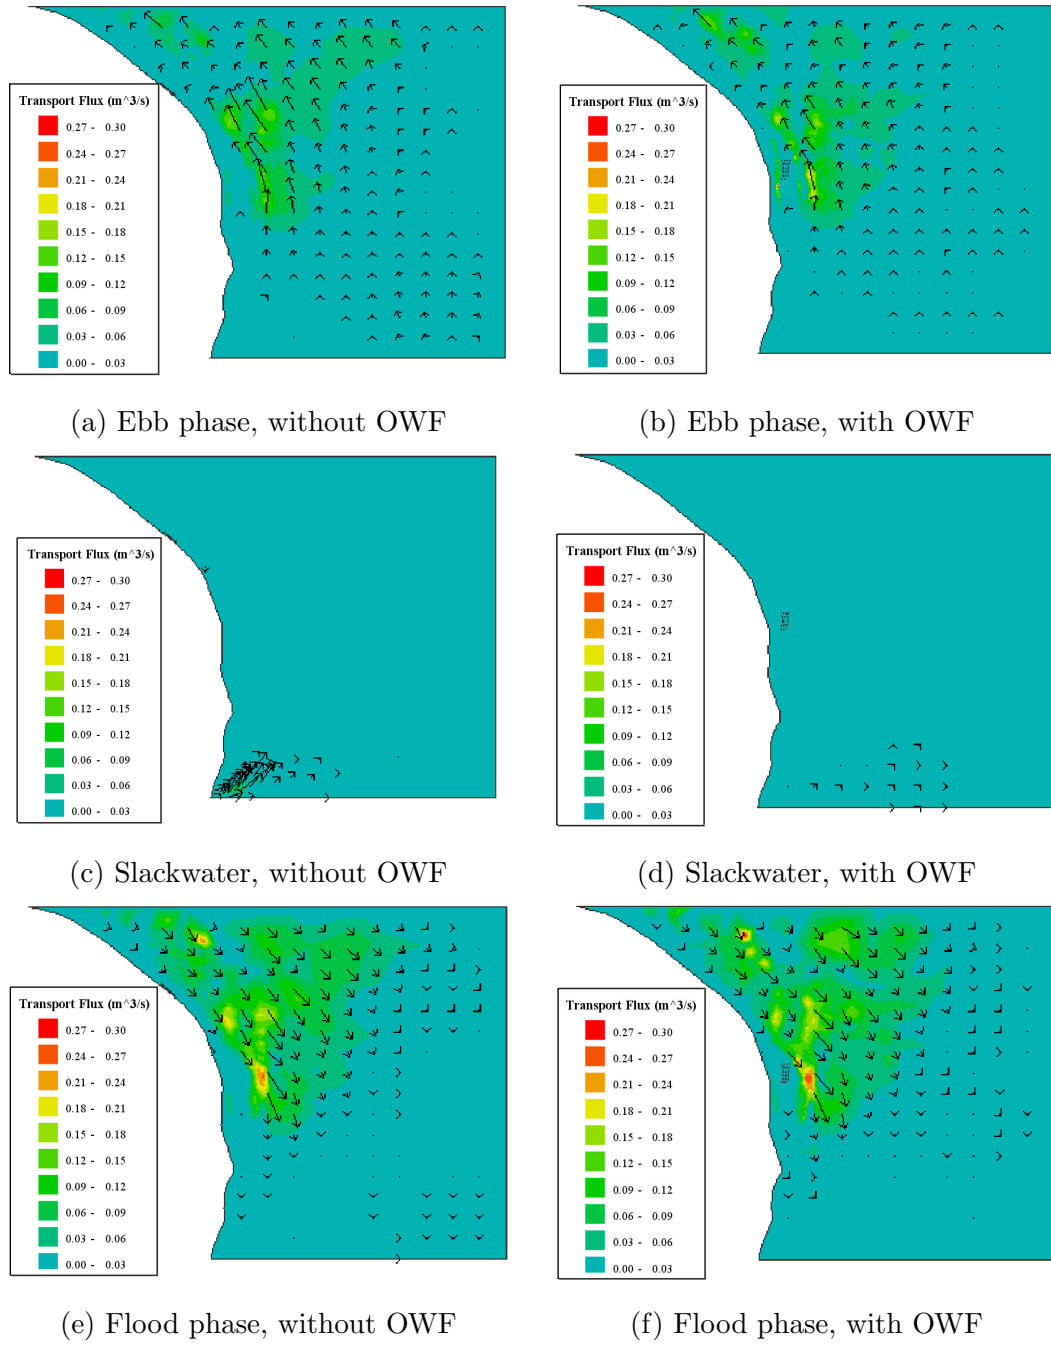 Transport Flux (m^3/s)
0.27 - 0.30
0.24 - 0.27
0.21 - 0.24
0.18 - 0.21
0.15 - 0.18
0.12 - 0.15
0.09 - 0.12
0.06 - 0.09
0.03 - 0.06
0.00 - 0.03
Transport Flux (m^3/s)
0.27 - 0.30
0.24 - 0.27
0.21 - 0.24
0.18 - 0.21
0.15 - 0.18
0.12 - 0.15
0.09 - 0.12
0.06 - 0.09
0.03 - 0.06
0.00 - 0.03
(a) Ebb phase, without OWF
(b) Ebb phase, with OWF
Transport Flux (m^3/s)
0.27 - 0.30
0.24 - 0.27
0.21 - 0.24
0.18 - 0.21
0.15 - 0.18
0.12 - 0.15
0.09 - 0.12
0.06 - 0.09
0.03 - 0.06
0.00 - 0.03
Transport Flux (m^3/s)
0.27 - 0.30
0.24 - 0.27
0.21 - 0.24
0.18 - 0.21
0.15 - 0.18
0.12 - 0.15
0.09 - 0.12
0.06 - 0.09
0.03 - 0.06
0.00 - 0.03
(c) Slackwater, without OWF
(d) Slackwater, with OWF
Transport Flux (m^3/s)
0.27 - 0.30
0.24 - 0.27
0.21 - 0.24
0.18 - 0.21
0.15 - 0.18
0.12 - 0.15
0.09 - 0.12
0.06 - 0.09
0.03 - 0.06
0.00 - 0.03
Transport Flux (m^3/s)
0.27 - 0.30
0.24 - 0.27
0.21 - 0.24
0.18 - 0.21
0.15 - 0.18
0.12 - 0.15
0.09 - 0.12
0.06 - 0.09
0.03 - 0.06
0.00 - 0.03
(e) Flood phase, without OWF
(f) Flood phase, with OWF